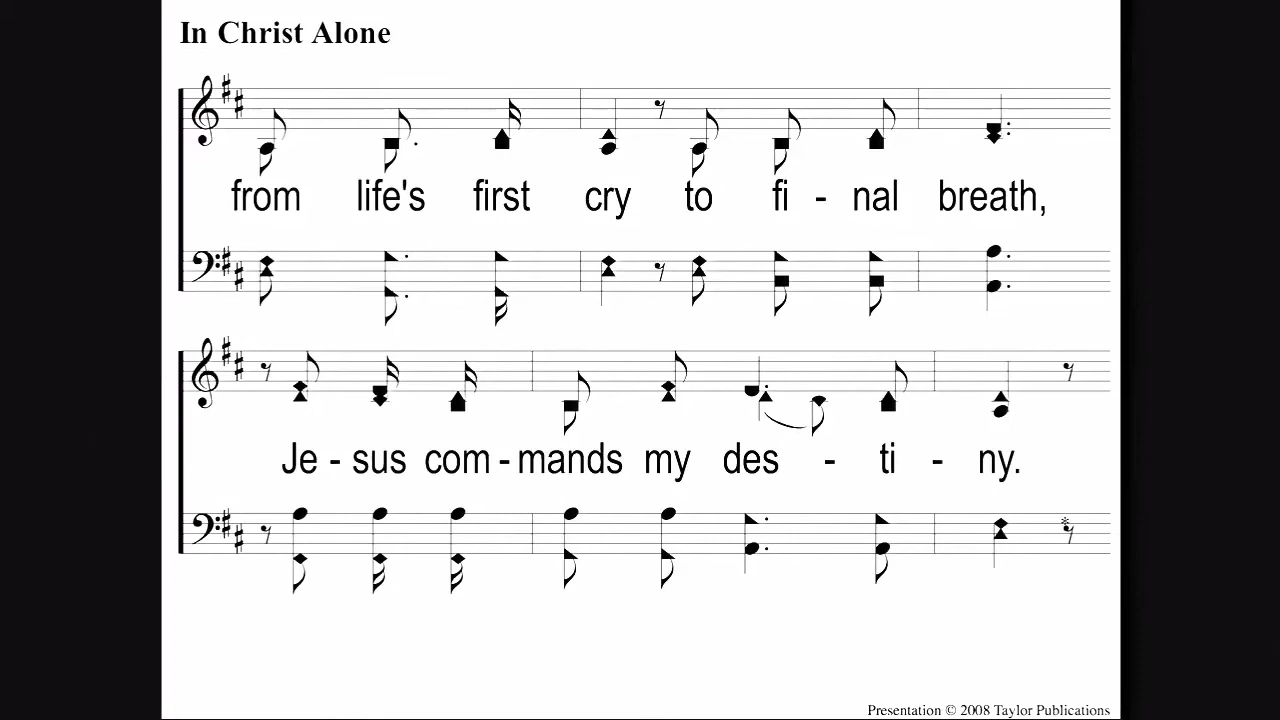 In Christ Alone
from life's first cry to fi - nal breath,
Je - sus com - mands my des - ti - ny.
Presentation © 2008 Taylor Publications